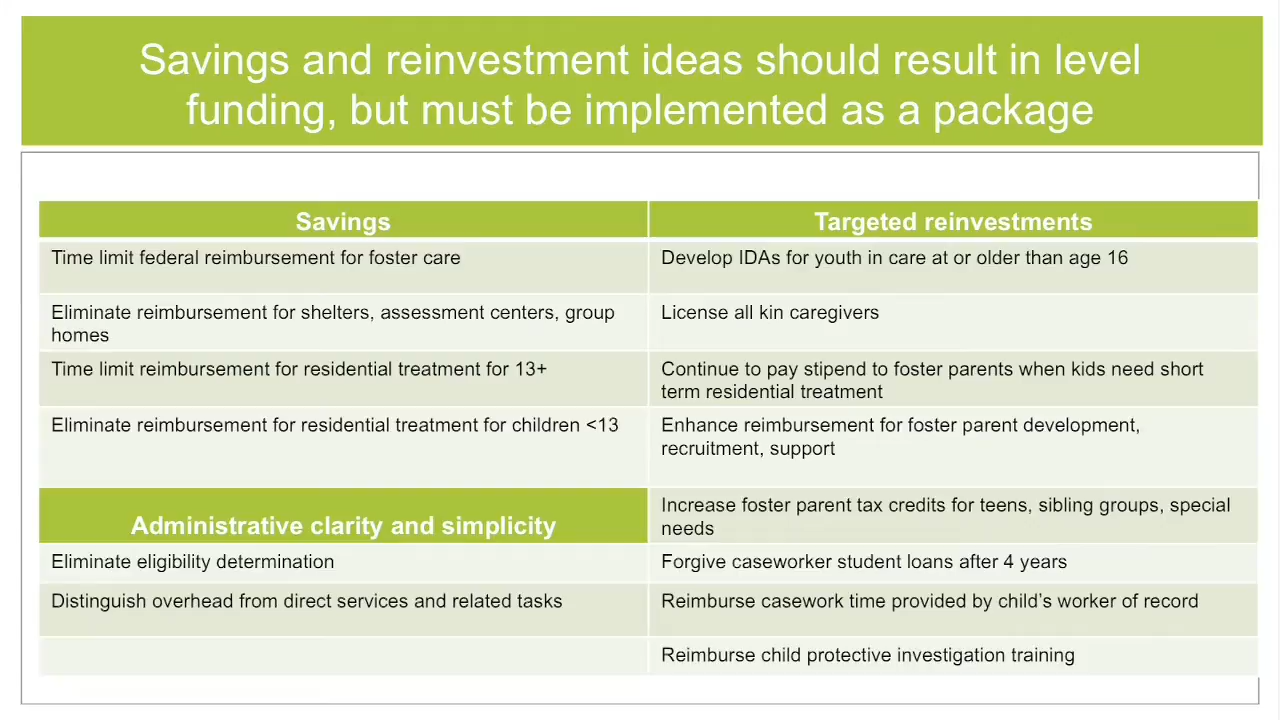 Savings and reinvestment ideas should result in level
funding, but must be implemented as a package
Savings
Targeted reinvestments
Time limit federal reimbursement for foster care
Develop IDAs for youth in care at or older than age 16
Eliminate reimbursement for shelters, assessment centers, group
homes
License all kin caregivers
Time limit reimbursement for residential treatment for 13+
Continue to pay stipend to foster parents when kids need short
term residential treatment
Eliminate reimbursement for residential treatment for children <13
Enhance reimbursement for foster parent development,
recruitment, support
Administrative clarity and simplicity
Increase foster parent tax credits for teens, sibling groups, special
needs
Eliminate eligibility determination
Forgive caseworker student loans after 4 years
Distinguish overhead from direct services and related tasks
Reimburse casework time provided by child’s worker of record
Reimburse child protective investigation training